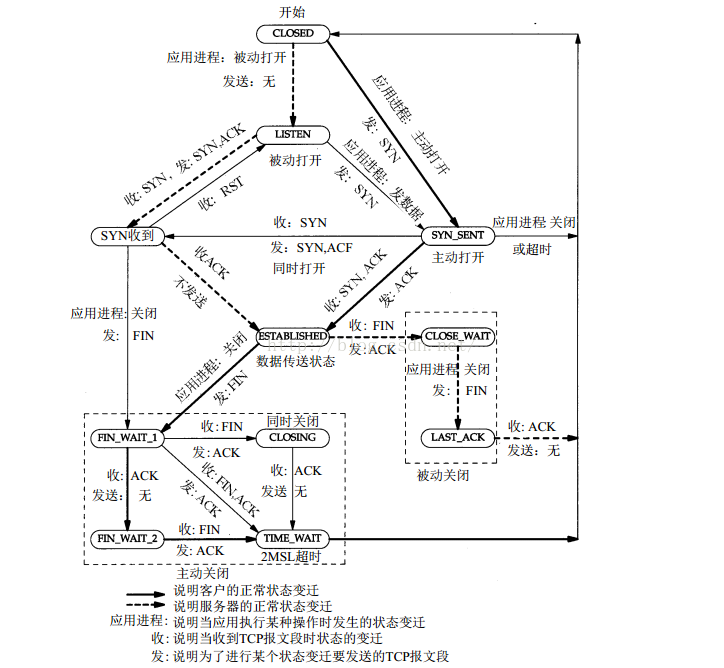 开始
CLOSED
应用进程：被动打开
发送：无
应用进程：主动打开
发：SYN
LISTEN
被动打开
收：SYN，发：SYN,ACK
收：RST
应用进程：发数据
发：SYN
SYN收到
收：SYN
发：SYN,ACF
同时打开
SYN_SENT
主动打开
应用进程 关闭
或超时
收ACK
不发送
收: SYN, ACK
发: ACK
应用进程：关闭
发： FIN
ESTABLISHED
数据传送状态
收: FIN
发: ACK
CLOSE_WAIT
应用进程 关闭
发： FIN
LAST_ACK
被动关闭
收: ACK
发送：无
应用进程：关闭
发: FIN
FIN_WAIT_1
收: FIN
发: ACK
同时关闭
CLOSING
收: ACK
发送： 无
收: FIN,ACK
发: ACK
收: ACK
发送 无
FIN_WAIT_2
收: FIN
发: ACK
TIME_WAIT
2MSL超时
主动关闭
说明客户的正常状态变迁
说明服务器的正常状态变迁
应用进程: 说明当应用执行某种操作时发生的状态变迁
收: 说明当收到TCP报文段时状态的变迁
发: 说明为了进行某个状态变迁要发送的TCP报文段